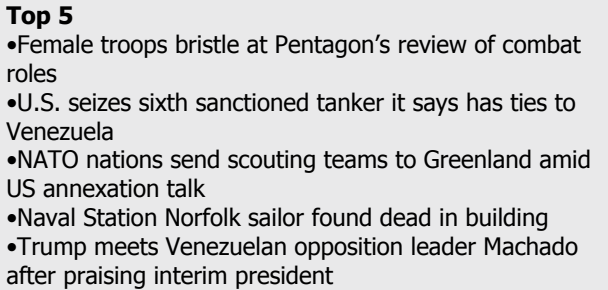 Top 5
•Female troops bristle at Pentagon’s review of combat
roles
•U.S. seizes sixth sanctioned tanker it says has ties to
Venezuela
•NATO nations send scouting teams to Greenland amid
US annexation talk
•Naval Station Norfolk sailor found dead in building
•Trump meets Venezuelan opposition leader Machado
after praising interim president